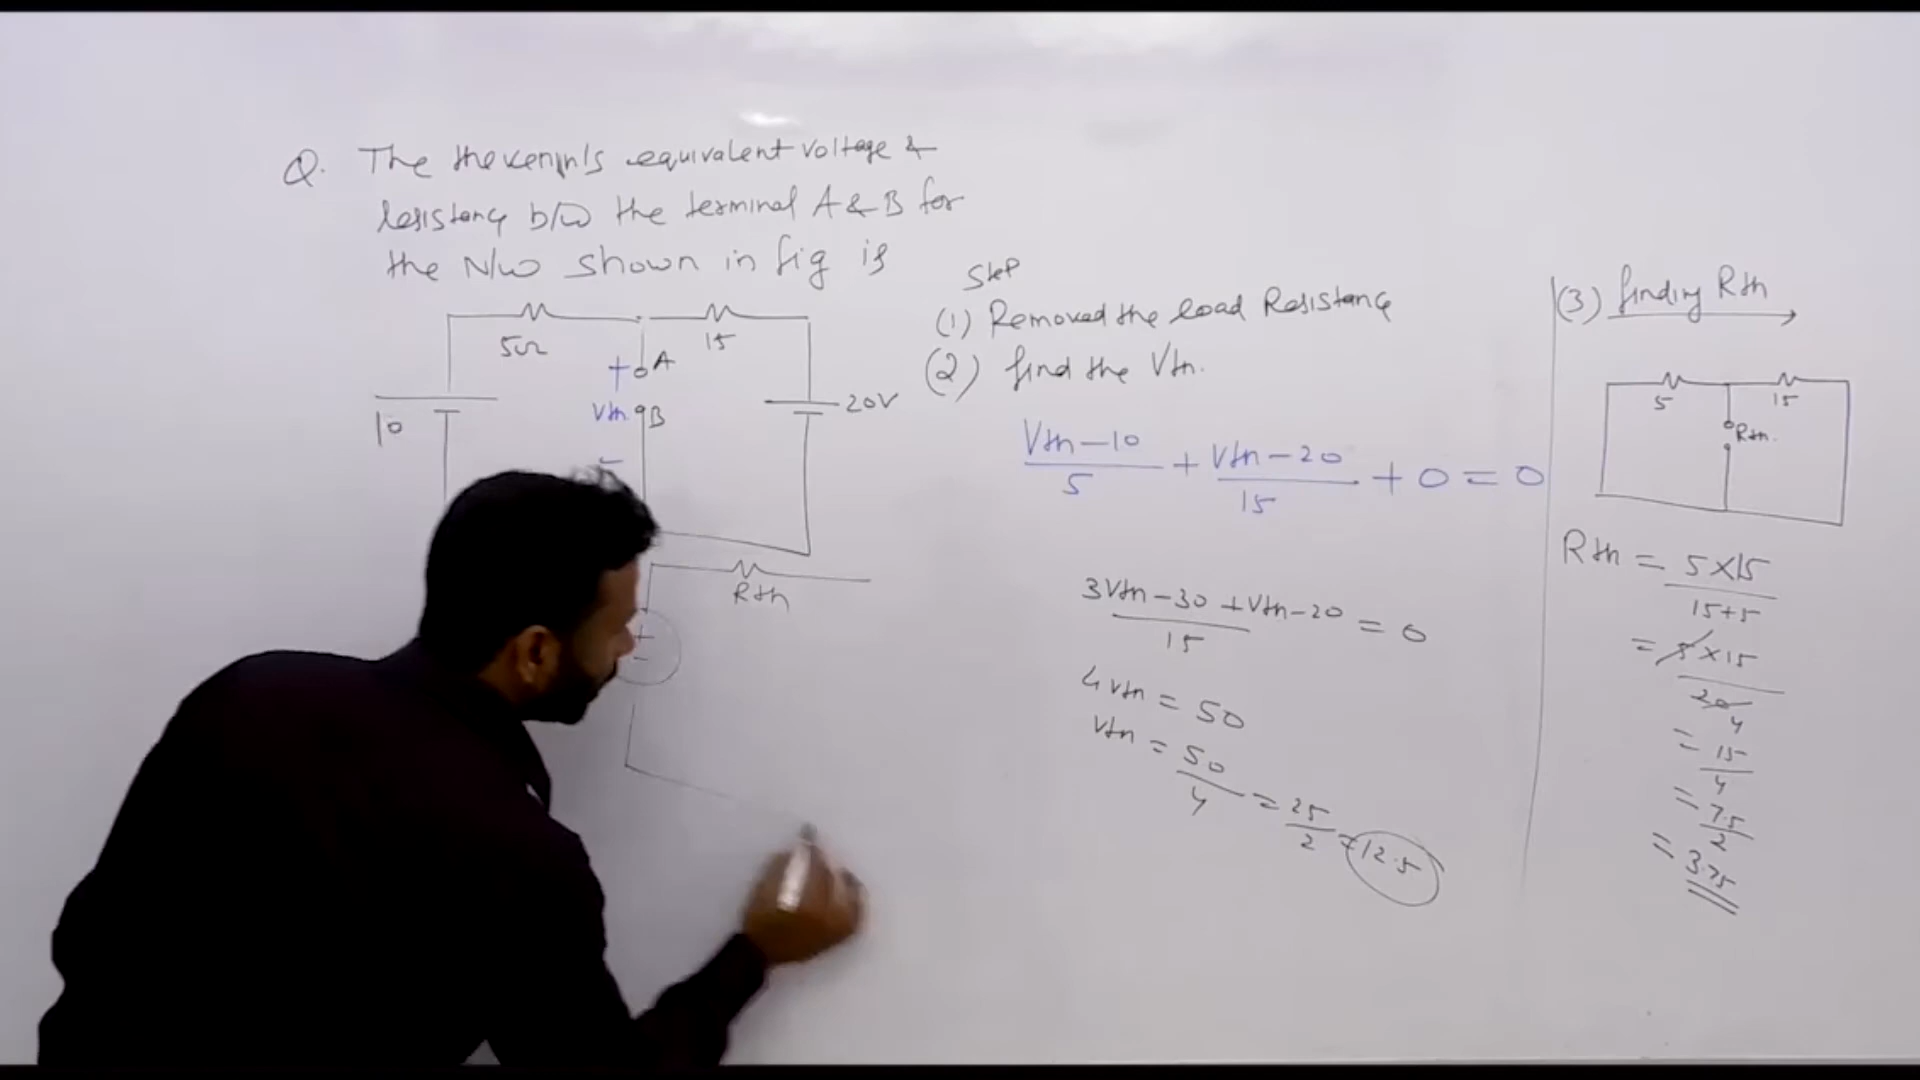 Q. The thevenin's equivalent voltage &
resistance b/w the terminal A & B for
the N/W shown in fig is
5Ω
15
+
A
Vth
B
-
10
20V
Rth
+
-
Step
(1) Removed the load Resistance
(2) find the Vth.
Vth-10/5 + Vth-20/15 + 0 = 0
3Vth-30+Vth-20/15 = 0
4Vth = 50
Vth = 50/4 = 25/2 = 12.5
(3) finding Rth
5
15
Rth.
Rth = 5×15/15+5
= 5×15/20 4
= 15/4
= 7.5/2
= 3.75